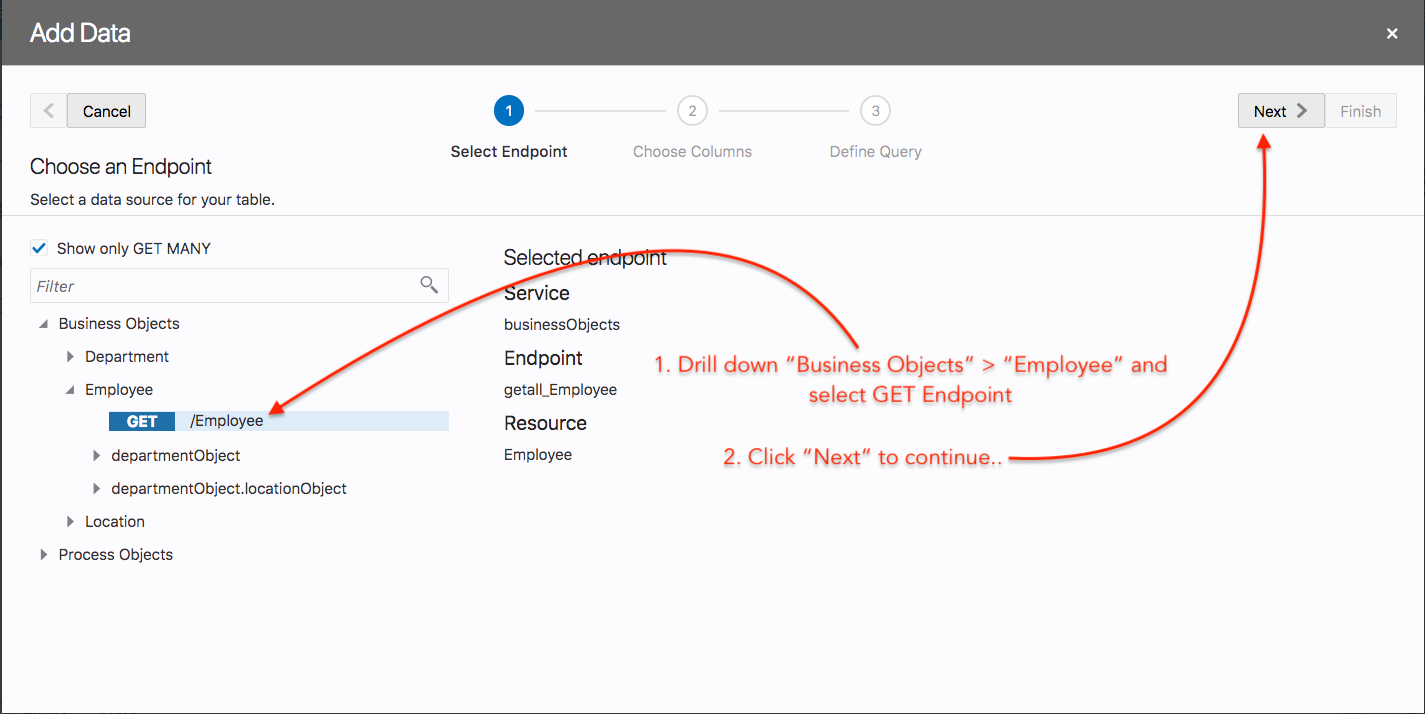 Add Data
×
Cancel
1
2
3
Next
Finish
Select Endpoint
Choose Columns
Define Query
Choose an Endpoint
Select a data source for your table.
Show only GET MANY
Filter
Business Objects
Department
Employee
GET /Employee
departmentObject
departmentObject.locationObject
Location
Process Objects
Selected endpoint
Service
businessObjects
Endpoint
getall_Employee
Resource
Employee
1. Drill down “Business Objects” > “Employee” and
select GET Endpoint
2. Click “Next” to continue..